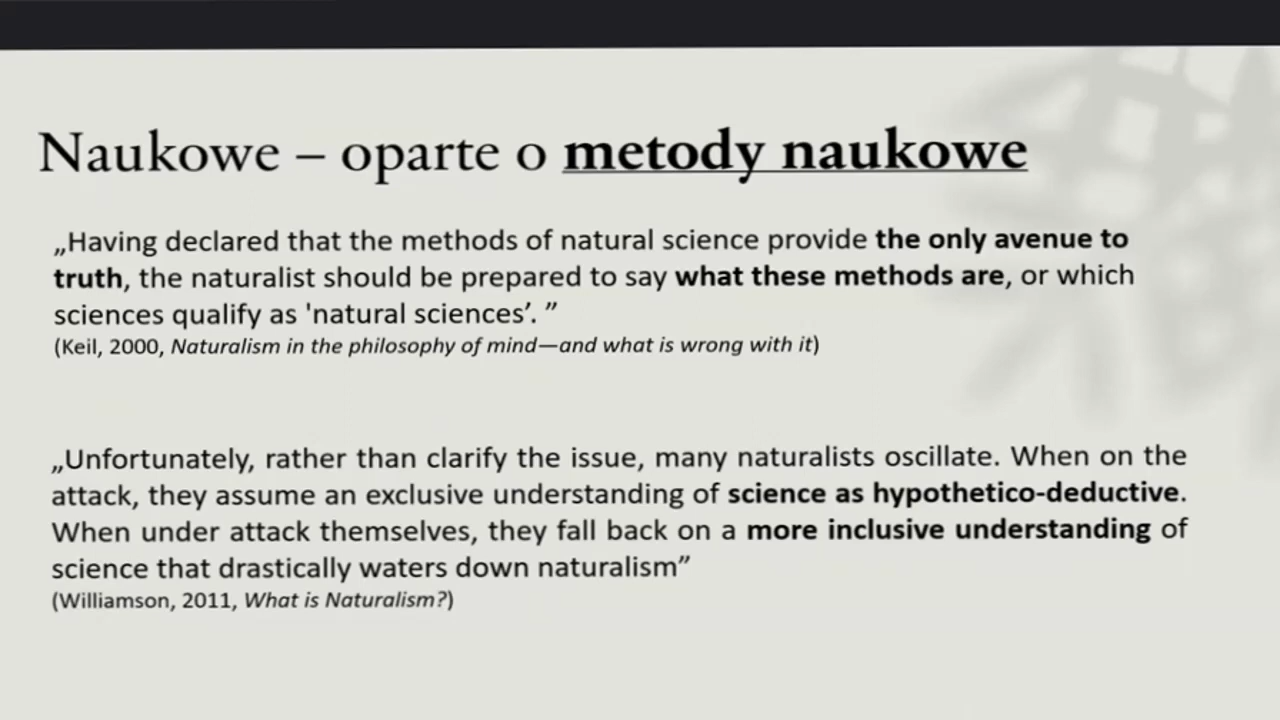 Naukowe – oparte o metody naukowe
„Having declared that the methods of natural science provide the only avenue to
truth, the naturalist should be prepared to say what these methods are, or which
sciences qualify as 'natural sciences’. ”
(Keil, 2000, Naturalism in the philosophy of mind—and what is wrong with it)
„Unfortunately, rather than clarify the issue, many naturalists oscillate. When on the
attack, they assume an exclusive understanding of science as hypothetico-deductive.
When under attack themselves, they fall back on a more inclusive understanding of
science that drastically waters down naturalism”
(Williamson, 2011, What is Naturalism?)